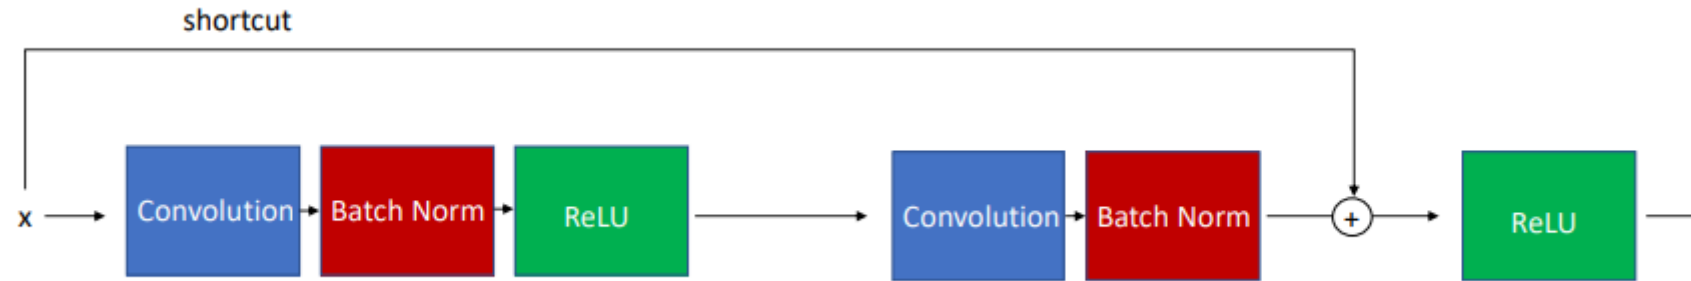 shortcut
x
Convolution
Batch Norm
ReLU
Convolution
Batch Norm
+
ReLU